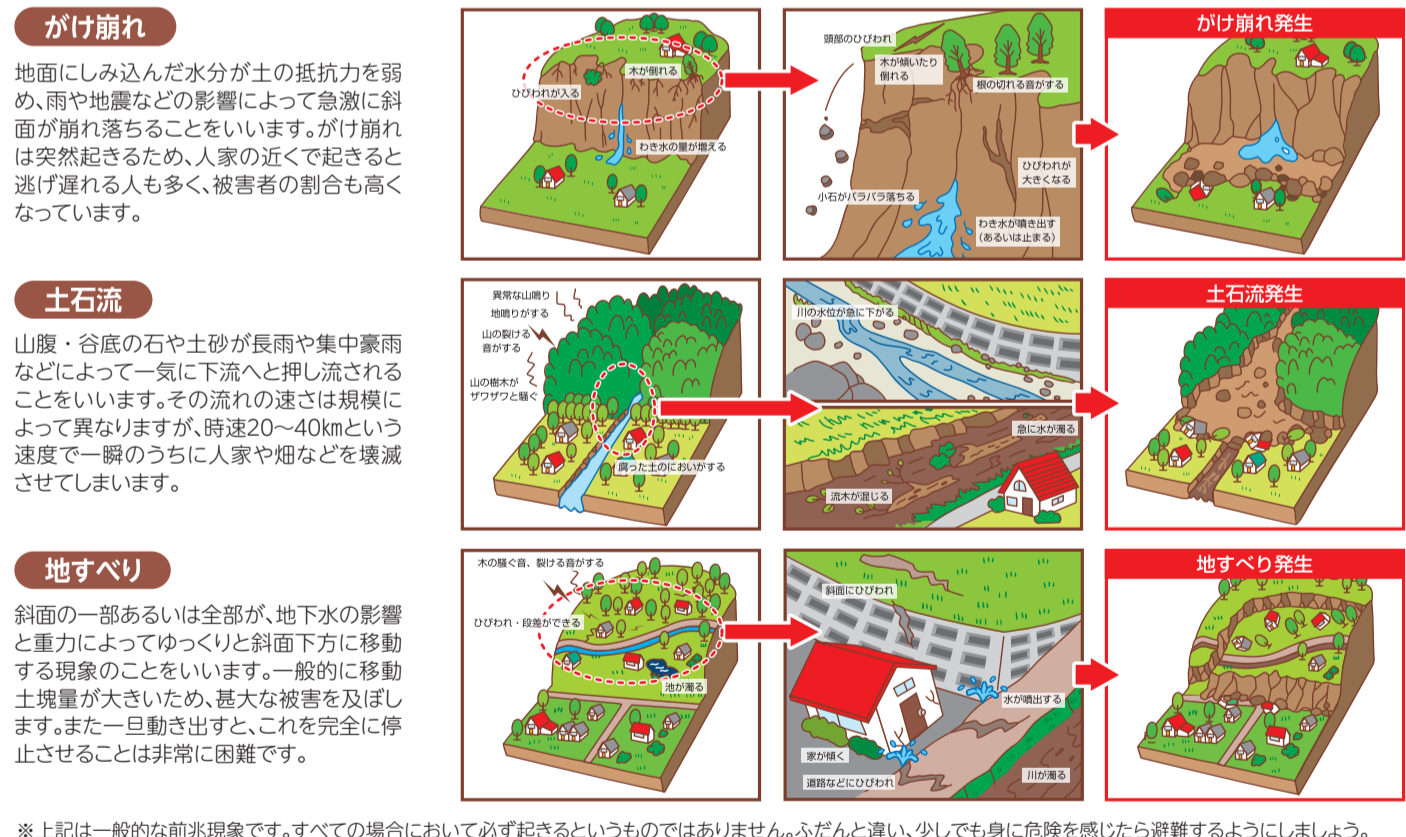 がけ崩れ
地面にしみ込んだ水分が土の抵抗力を弱
め、雨や地震などの影響によって急激に斜
面が崩れ落ちることをいいます。がけ崩れ
は突然起きるため、人家の近くで起きると
逃げ遅れる人も多く、被害者の割合も高く
なっています。
木が倒れる
ひびわれが入る
わき水の量が増える
頭部のひびわれ
木が傾いたり
倒れる
根の切れる音がする
ひびわれが
大きくなる
小石がバラバラ落ちる
わき水が噴き出す
(あるいは止まる)
がけ崩れ発生
土石流
山腹・谷底の石や土砂が長雨や集中豪雨
などによって一気に下流へと押し流される
ことをいいます。その流れの速さは規模に
よって異なりますが、時速20〜40㎞という
速度で一瞬のうちに人家や畑などを壊滅
させてしまいます。
異常な山鳴り
地鳴りがする
山の裂ける
音がする
山の樹木が
ザワザワと騒ぐ
腐った土のにおいがする
川の水位が急に下がる
急に水が濁る
流木が混じる
土石流発生
地すべり
斜面の一部あるいは全部が、地下水の影響
と重力によってゆっくりと斜面下方に移動
する現象のことをいいます。一般的に移動
土塊量が大きいため、甚大な被害を及ぼし
ます。また一旦動き出すと、これを完全に停
止させることは非常に困難です。
木の騒ぐ音、裂ける音がする
ひびわれ・段差ができる
池が濁る
斜面にひびわれ
水が噴出する
家が傾く
道路などにひびわれ
川が濁る
地すべり発生
※上記は一般的な前兆現象です。すべての場合において必ず起きるというものではありません。ふだんと違い、少しでも身に危険を感じたら避難するようにしましょう。